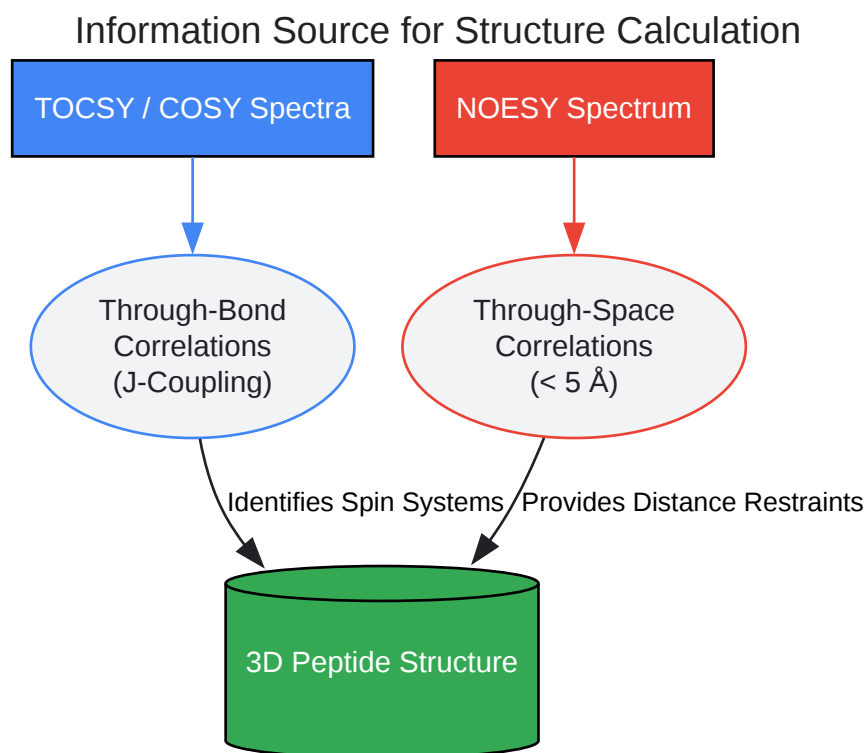 Information Source for Structure Calculation
TOCSY / COSY Spectra
NOESY Spectrum
Through-Bond
Correlations
(J-Coupling)
Through-Space
Correlations
(< 5 Å)
Identifies Spin Systems
Provides Distance Restraints
3D Peptide Structure